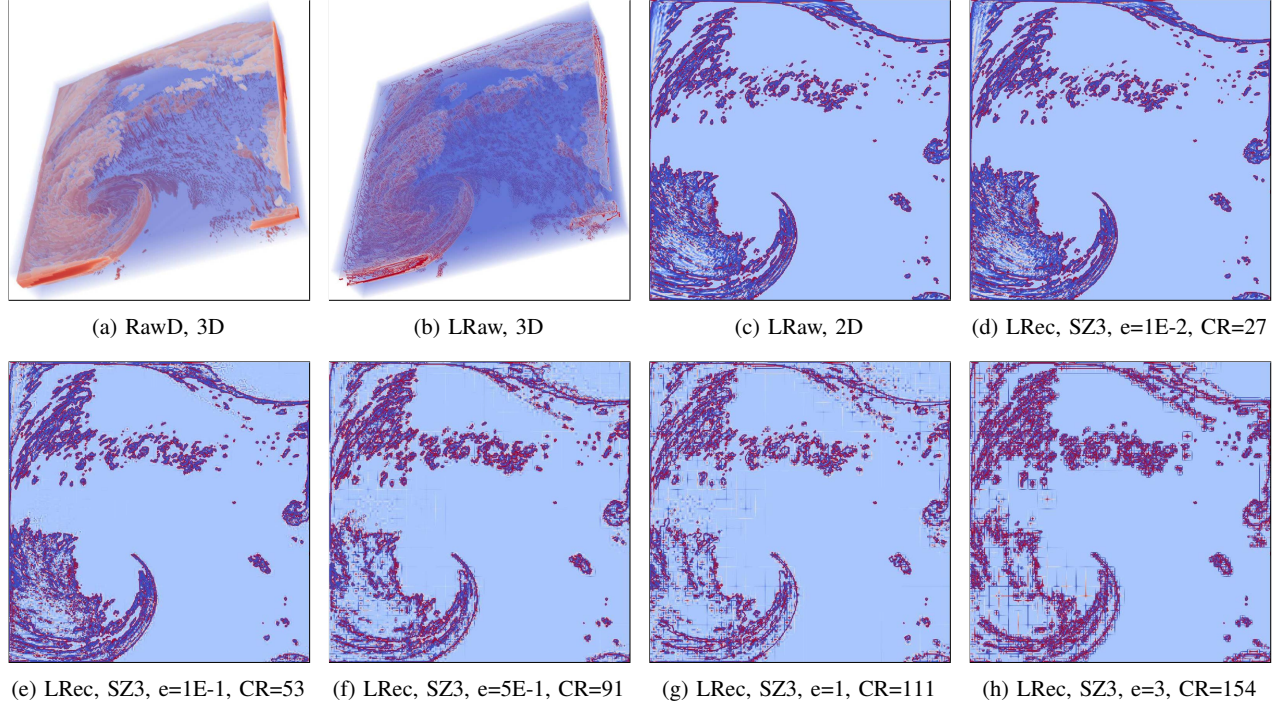 (a) RawD, 3D
(b) LRaw, 3D
(c) LRaw, 2D
(d) LRec, SZ3, e=1E-2, CR=27
(e) LRec, SZ3, e=1E-1, CR=53
(f) LRec, SZ3, e=5E-1, CR=91
(g) LRec, SZ3, e=1, CR=111
(h) LRec, SZ3, e=3, CR=154